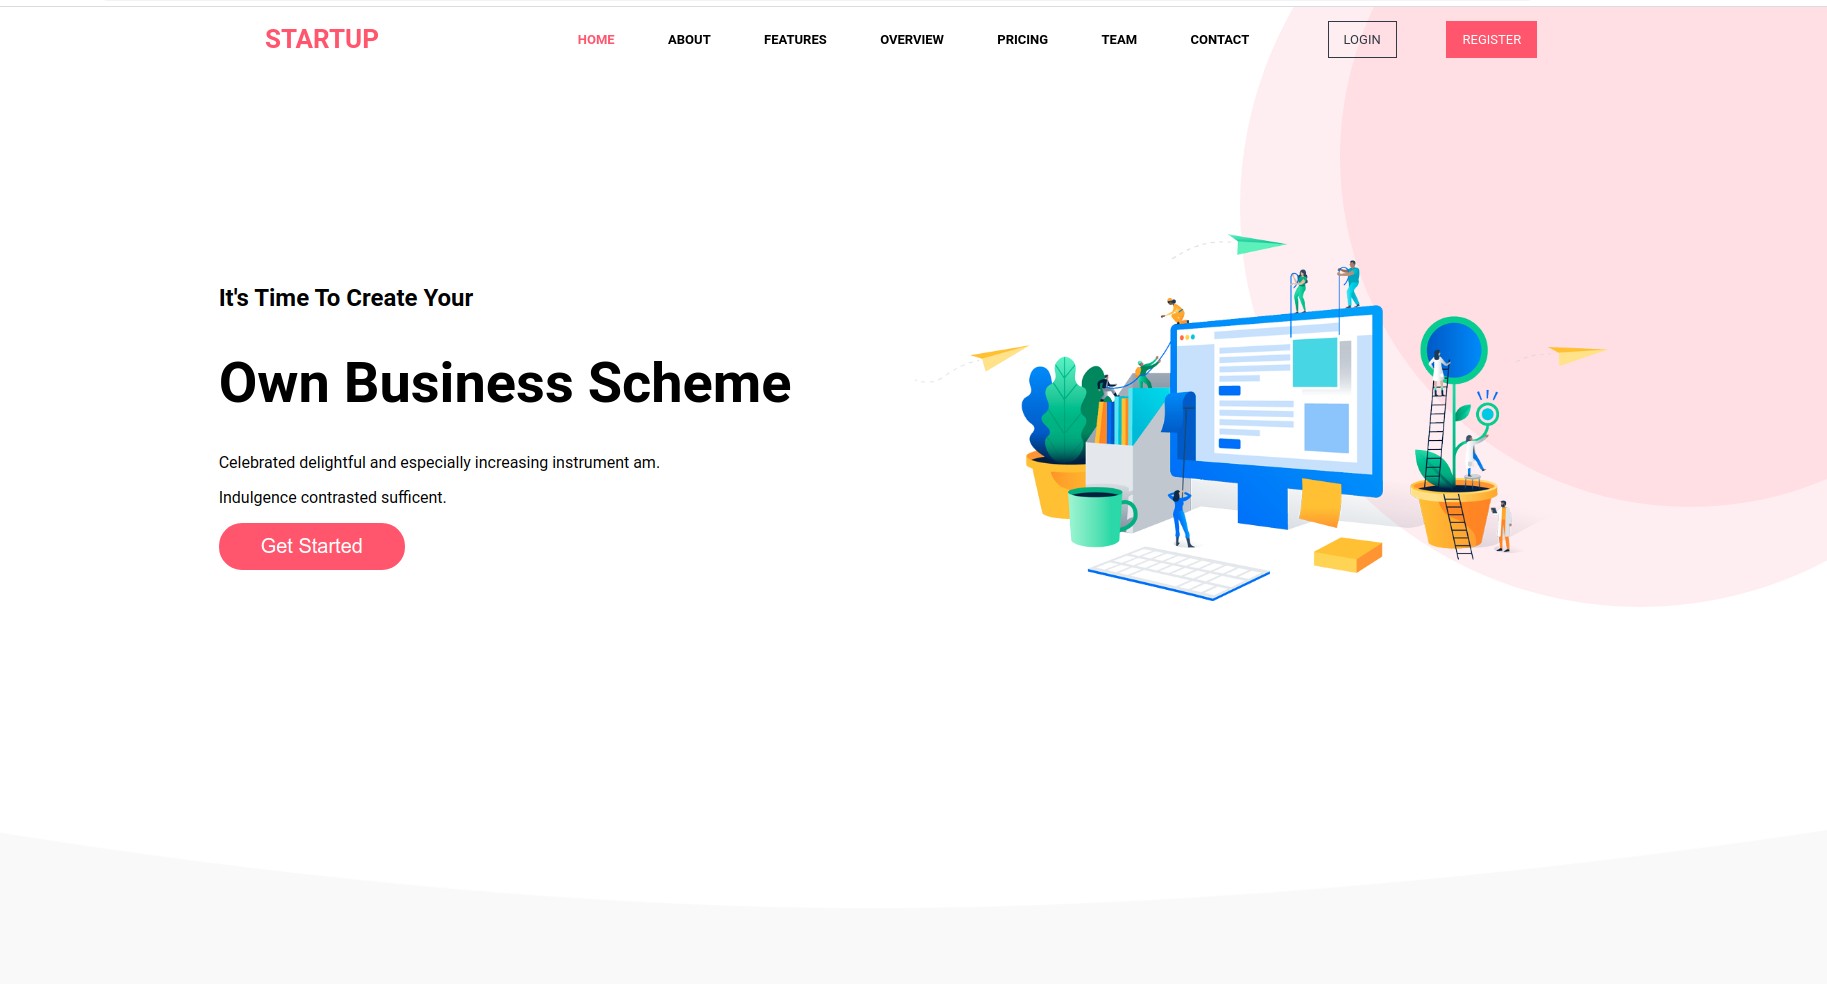 STARTUP HOME ABOUT FEATURES OVERVIEW PRICING TEAM CONTACT LOGIN REGISTER
It's Time To Create Your
Own Business Scheme
Celebrated delightful and especially increasing instrument am.
Indulgence contrasted sufficent.
Get Started